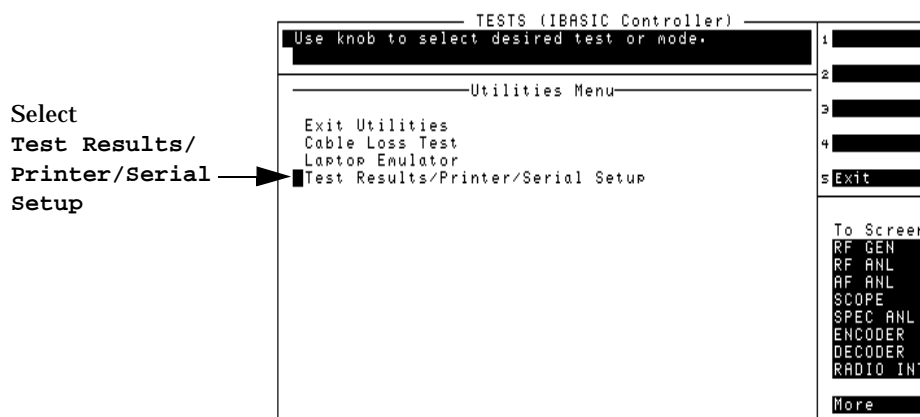 TESTS (IBASIC Controller)
Use knob to select desired test or mode.
Utilities Menu
Exit Utilities
Cable Loss Test
Laptop Emulator
Test Results/Printer/Serial Setup
Select
Test Results/
Printer/Serial
Setup
1
2
3
4
5 Exit
To Screen
RF GEN
RF ANL
AF ANL
SCOPE
SPEC ANL
ENCODER
DECODER
RADIO INT
More